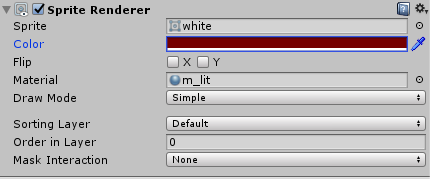 Sprite Renderer
Sprite white
Color
Flip X Y
Material m_lit
Draw Mode Simple
Sorting Layer Default
Order in Layer 0
Mask Interaction None